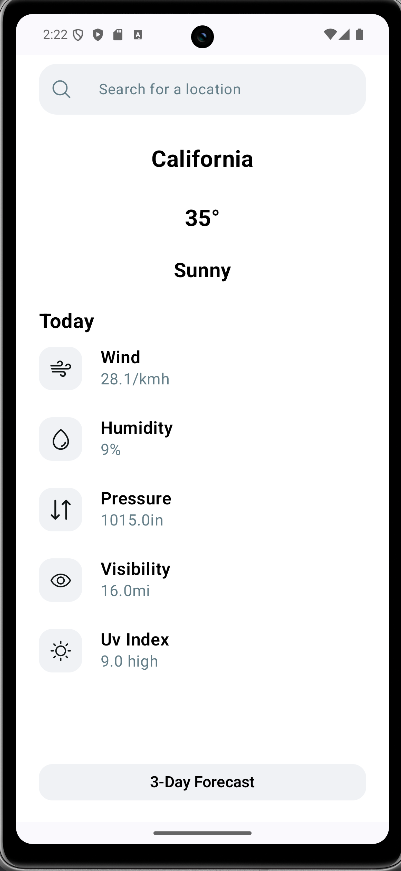 2:22
Search for a location
California
35°
Sunny
Today
Wind
28.1/kmh
Humidity
9%
Pressure
1015.0in
Visibility
16.0mi
Uv Index
9.0 high
3-Day Forecast